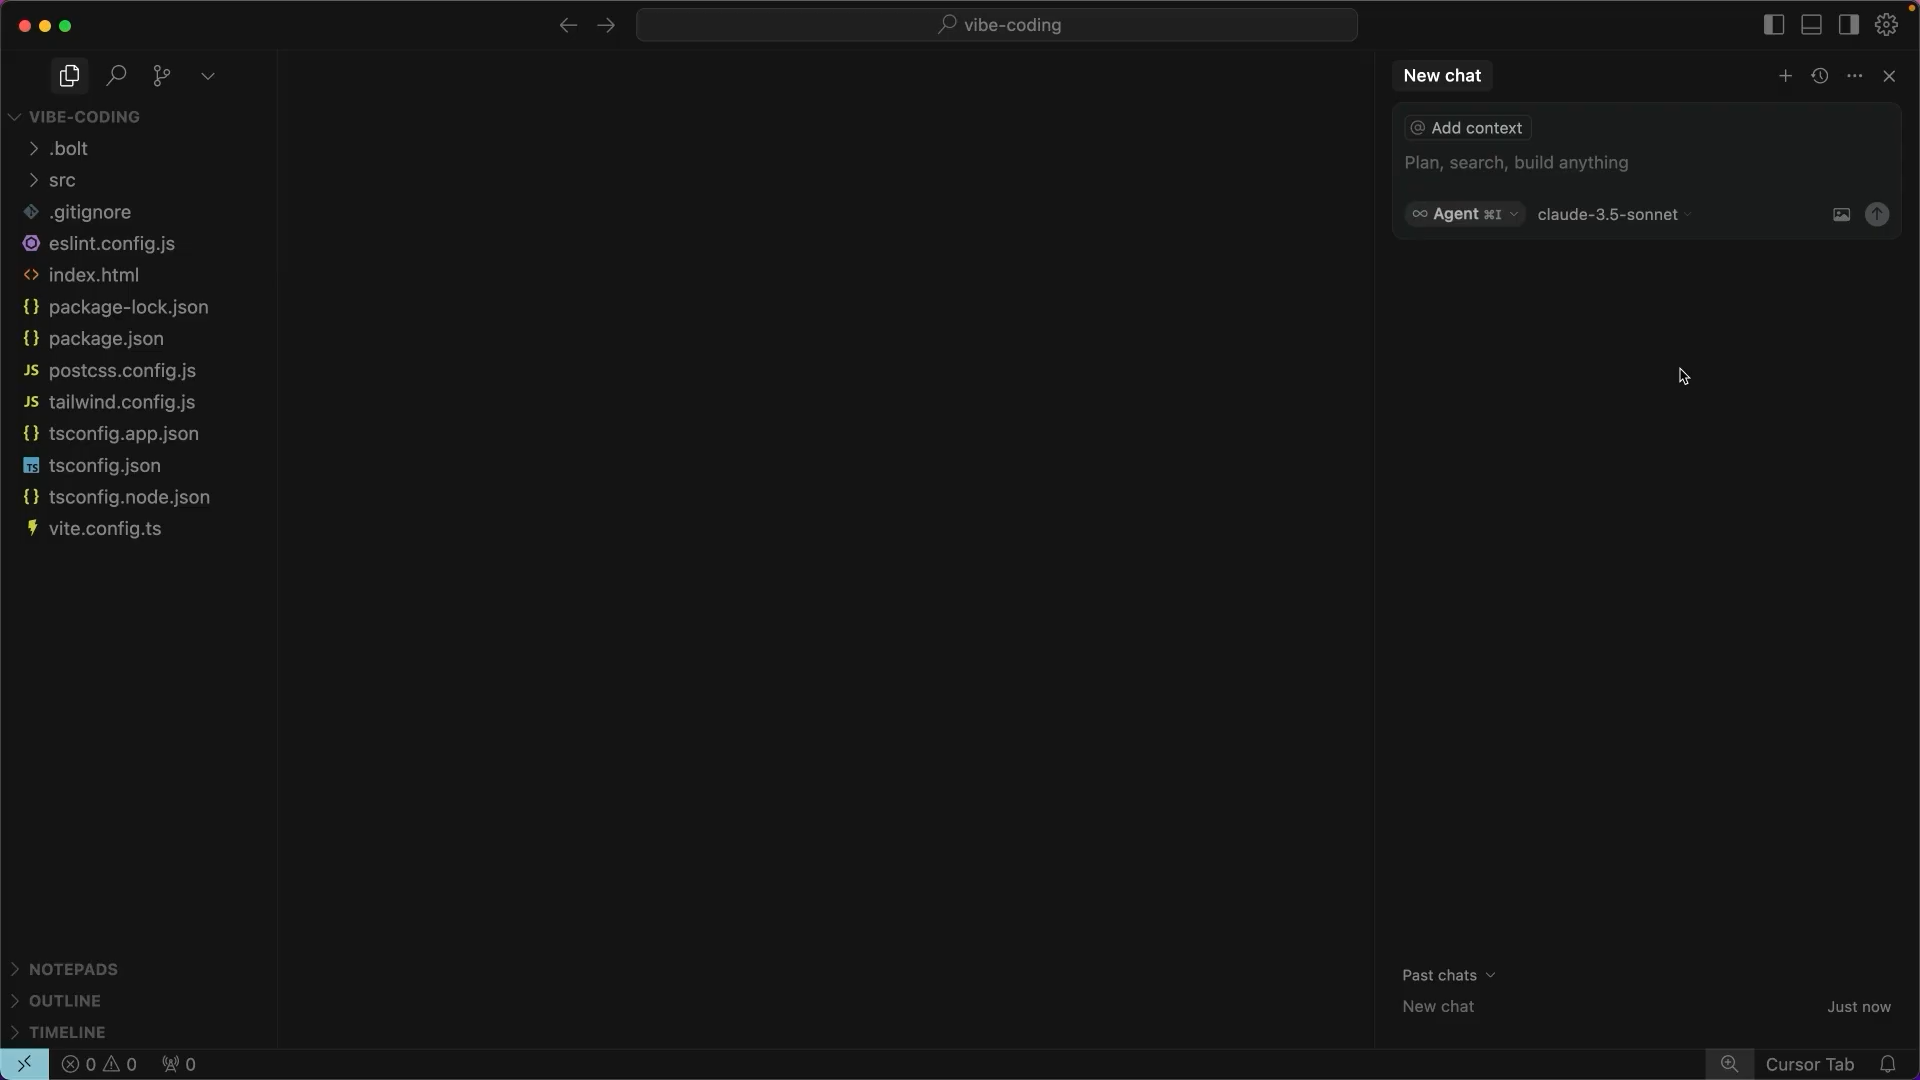 vibe-coding
VIBE-CODING
.bolt
src
.gitignore
eslint.config.js
index.html
{} package-lock.json
{} package.json
JS postcss.config.js
JS tailwind.config.js
{} tsconfig.app.json
TS tsconfig.json
{} tsconfig.node.json
vite.config.ts
NOTEPADS
OUTLINE
TIMELINE
0 0 0
New chat
@ Add context
Plan, search, build anything
∞ Agent ⌘I claude-3.5-sonnet
Past chats
New chat Just now
Cursor Tab